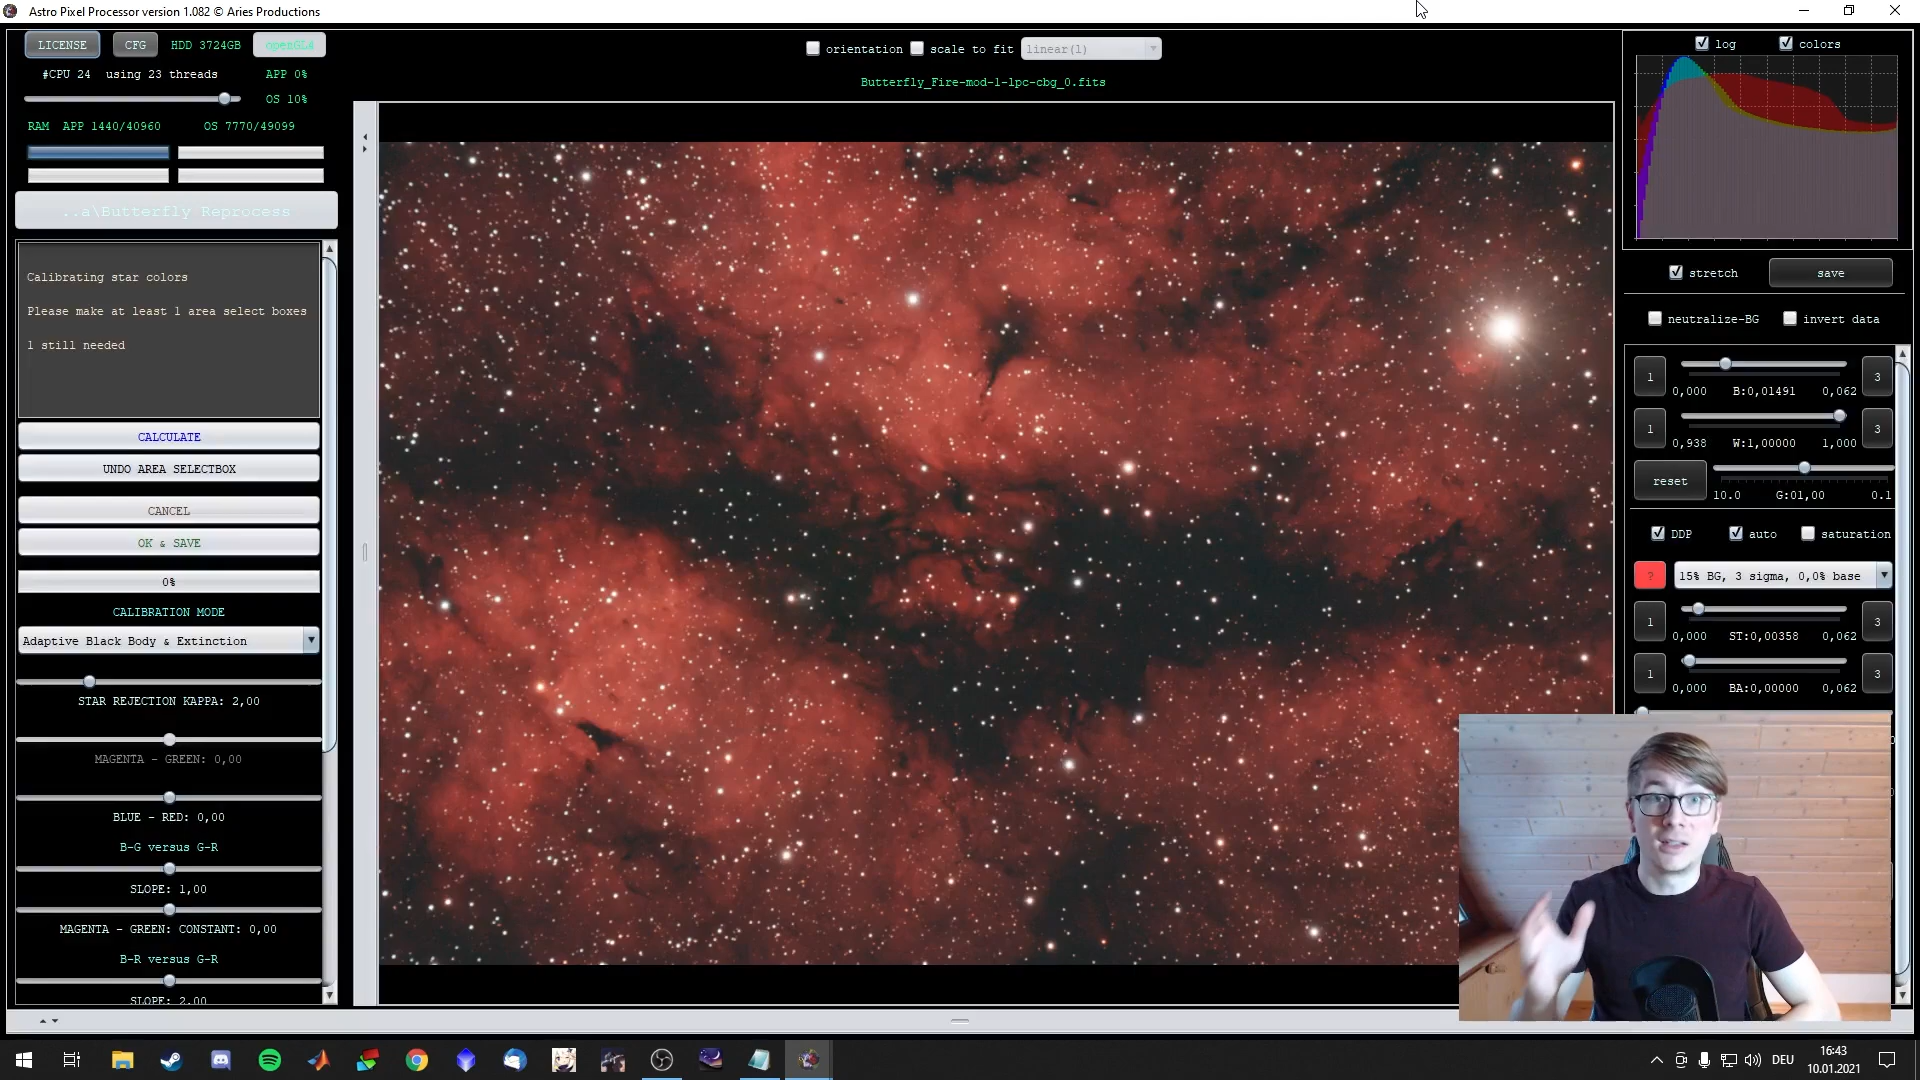 Astro Pixel Processor version 1.082 © Aries Productions
LICENSE CFG HDD 3724GB openGL4
#CPU 24 using 23 threads APP 0%
OS 10%
RAM APP 1440/40960 OS 7770/49099
..a\Butterfly Reprocess
Calibrating star colors
Please make at least 1 area select boxes
1 still needed
CALCULATE
UNDO AREA SELECTBOX
CANCEL
OK & SAVE
0%
CALIBRATION MODE
Adaptive Black Body & Extinction
STAR REJECTION KAPPA: 2,00
MAGENTA - GREEN: 0,00
BLUE - RED: 0,00
B-G versus G-R
SLOPE: 1,00
MAGENTA - GREEN: CONSTANT: 0,00
B-R versus G-R
SLOPE: 2,00
orientation scale to fit linear(1)
Butterfly_Fire-mod-1-lpc-cbg_0.fits
log colors
stretch save
neutralize-BG invert data
1 3
0,000 B:0,01491 0,062
1 3
0,938 W:1,00000 1,000
reset
10.0 G:01,00 0.1
DDP auto saturation
? 15% BG, 3 sigma, 0,0% base
1 3
0,000 ST:0,00358 0,062
1 3
0,000 BA:0,00000 0,062
DEU
16:43
10.01.2021